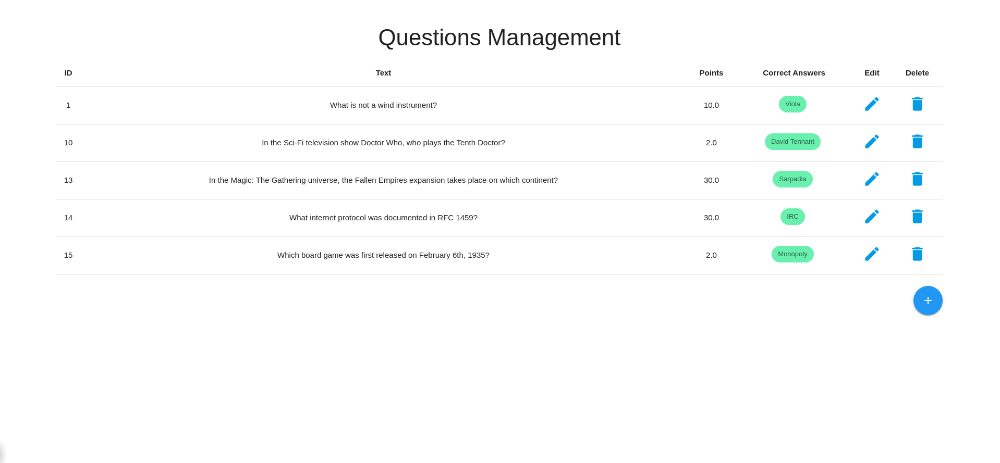 Questions Management
ID Text Points Correct Answers Edit Delete
1 What is not a wind instrument? 10.0 Viola
10 In the Sci-Fi television show Doctor Who, who plays the Tenth Doctor? 2.0 David Tennant
13 In the Magic: The Gathering universe, the Fallen Empires expansion takes place on which continent? 30.0 Sarpadia
14 What internet protocol was documented in RFC 1459? 30.0 IRC
15 Which board game was first released on February 6th, 1935? 2.0 Monopoly